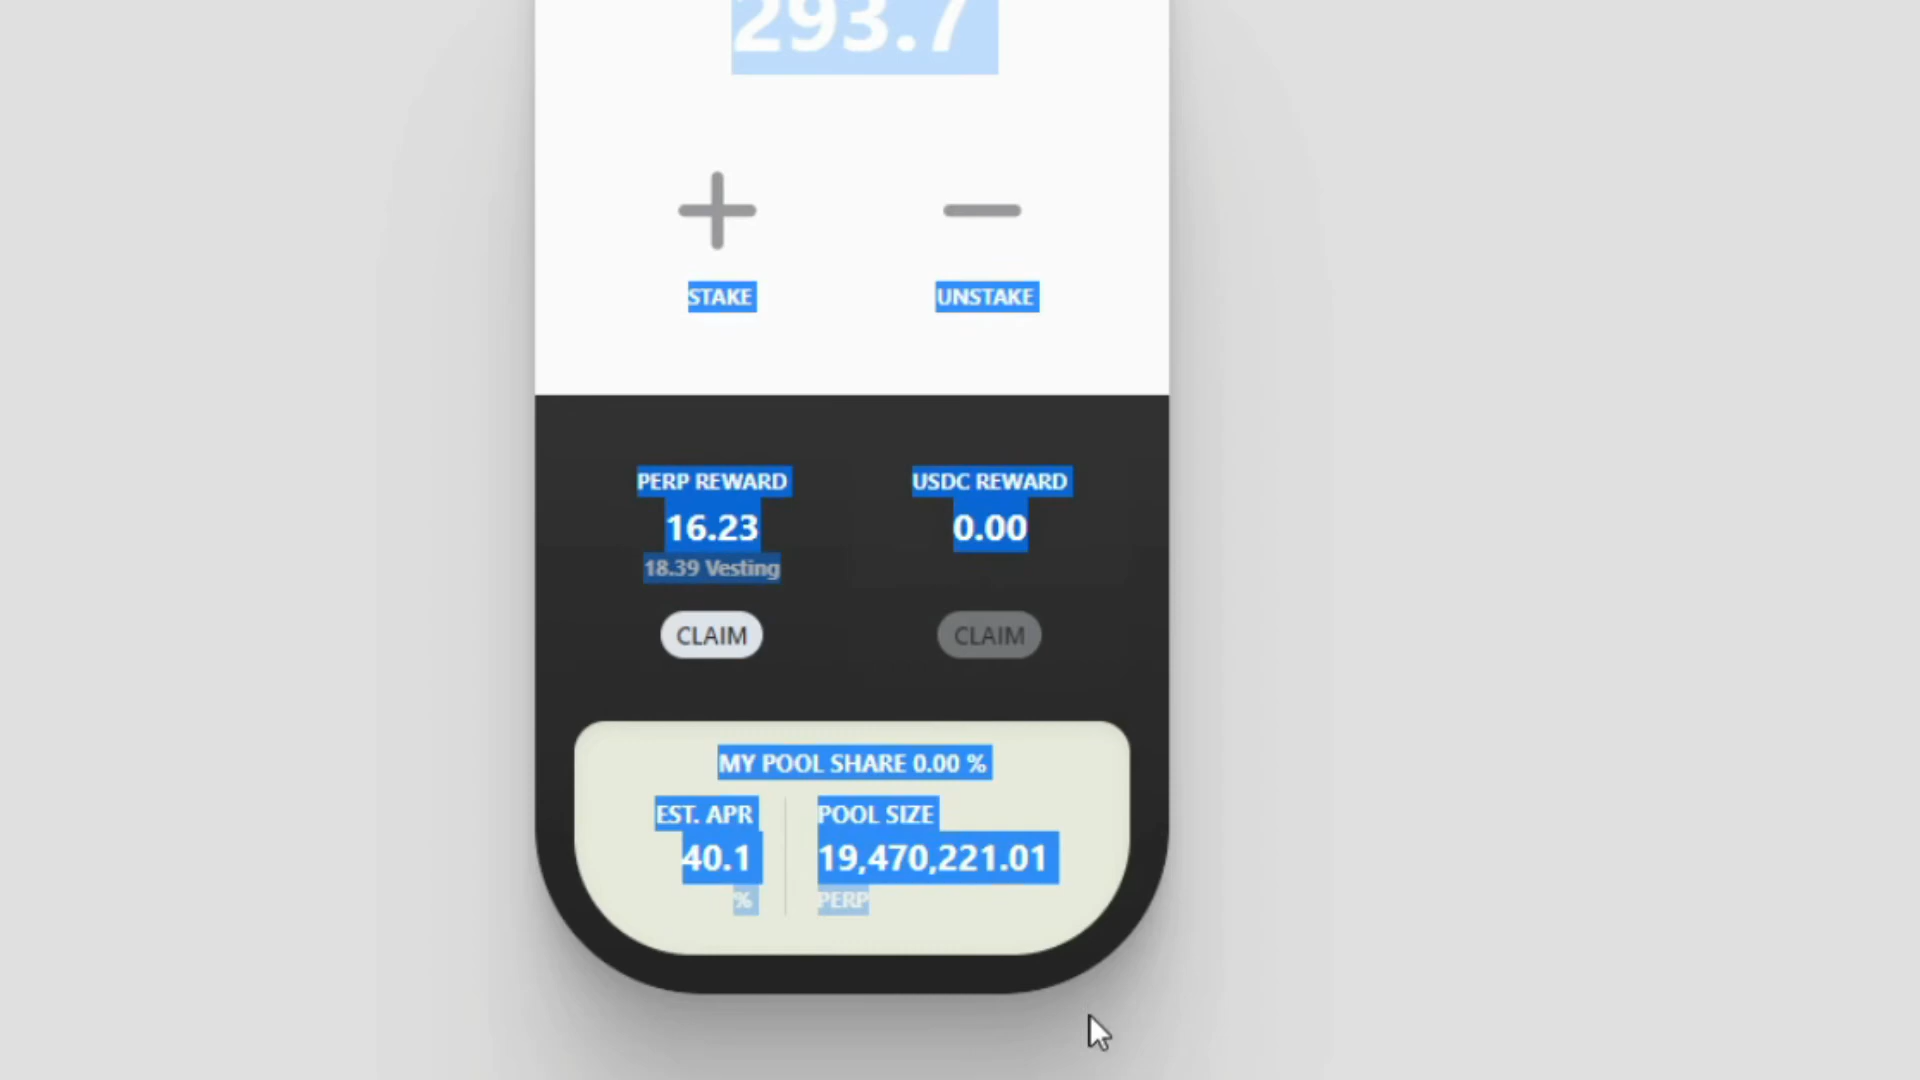 293.7
STAKE UNSTAKE
PERP REWARD USDC REWARD
16.23 0.00
18.39 Vesting
CLAIM CLAIM
MY POOL SHARE 0.00 %
EST. APR POOL SIZE
40.1 19,470,221.01
% PERP